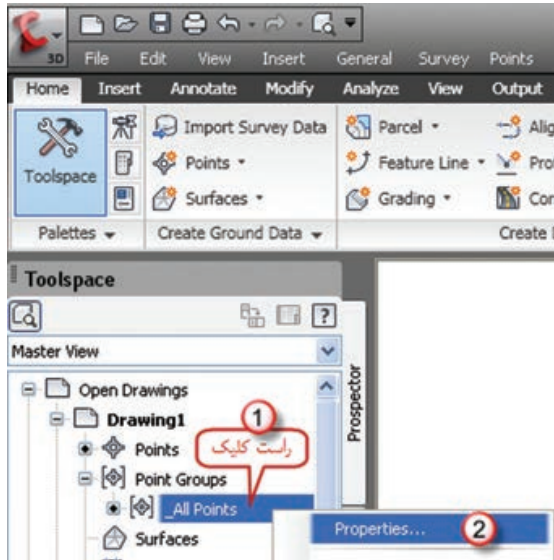 3D
File Edit View Insert General Survey Points
Home Insert Annotate Modify Analyze View Output
Toolspace
Import Survey Data
Points
Surfaces
Parcel
Feature Line
Grading
Palettes
Create Ground Data
Create
Toolspace
?
Master View
Prospector
Open Drawings
Drawing1
1
راست کلیک
Points
Point Groups
_All Points
Surfaces
Properties... 2